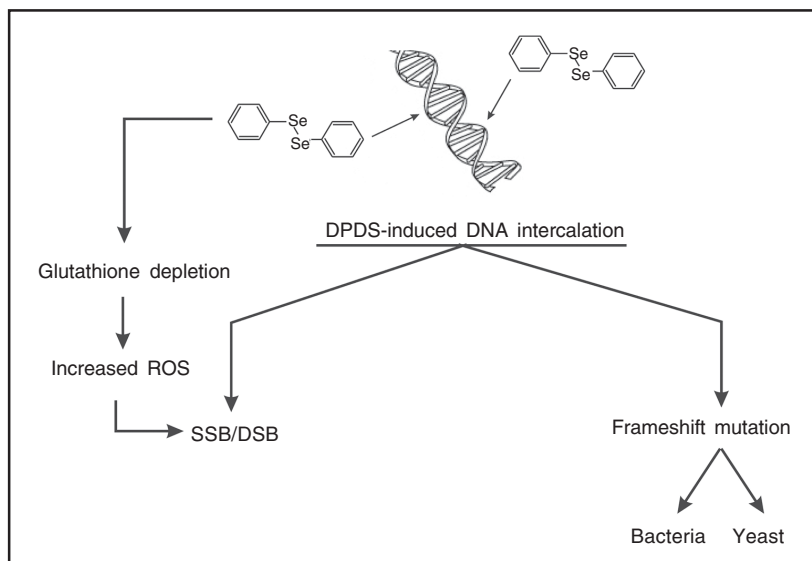 Se
Se
Se
Se
DPDS-induced DNA intercalation
Glutathione depletion
Increased ROS
SSB/DSB
Frameshift mutation
Bacteria Yeast